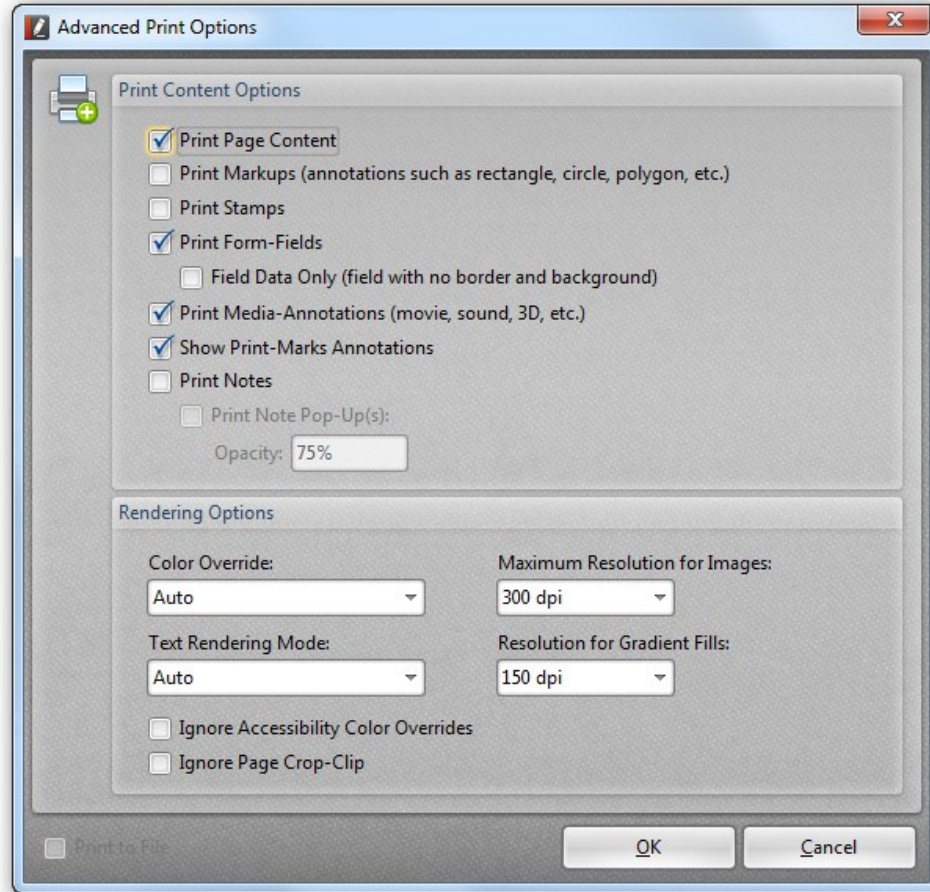 Advanced Print Options
Print Content Options
Print Page Content
Print Markups (annotations such as rectangle, circle, polygon, etc.)
Print Stamps
Print Form-Fields
Field Data Only (field with no border and background)
Print Media-Annotations (movie, sound, 3D, etc.)
Show Print-Marks Annotations
Print Notes
Print Note Pop-Up(s):
Opacity: 75%
Rendering Options
Color Override: Maximum Resolution for Images:
Auto 300 dpi
Text Rendering Mode: Resolution for Gradient Fills:
Auto 150 dpi
Ignore Accessibility Color Overrides
Ignore Page Crop-Clip
Print to File OK Cancel